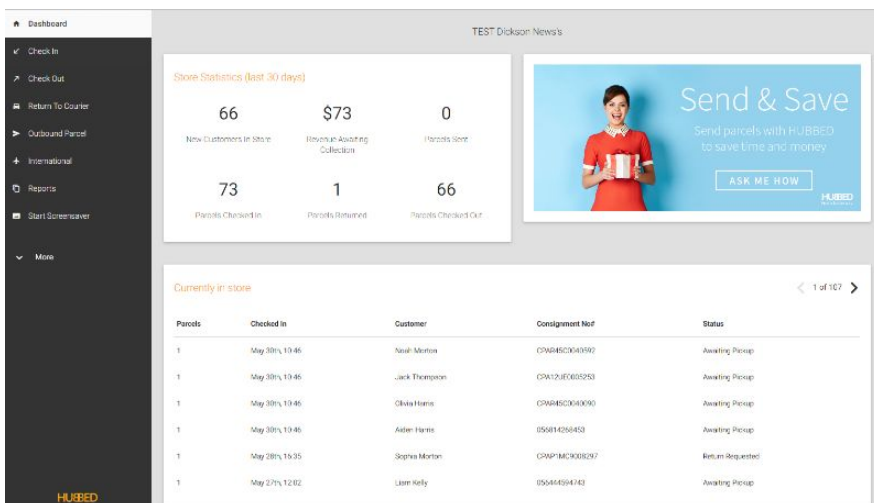 Dashboard
Check In
Check Out
Return To Courier
Outbound Parcel
International
Reports
Start Screensaver
More
HUBBED
TEST Dickson News's
Store Statistics (last 30 days)
66 $73 0
New Customers In Store Revenue Awaiting Collection Parcels Sent
73 1 66
Parcels Checked In Parcels Returned Parcels Checked Out
Send & Save
Send parcels with HUBBED
to save time and money
ASK ME HOW
HUBBED
Currently in store 1 of 107
Parcels Checked In Customer Consignment No# Status
1 May 30th, 10:46 Noah Morton CPAR45C0040592 Awaiting Pickup
1 May 30th, 10:46 Jack Thompson CPA12UE0005253 Awaiting Pickup
1 May 30th, 10:46 Olivia Harris CPAR45C0040090 Awaiting Pickup
1 May 30th, 10:46 Aiden Harris 056814268453 Awaiting Pickup
1 May 28th, 16:35 Sophia Morton CPAP1MC9008297 Return Requested
1 May 27th, 12:02 Liam Kelly 056444594743 Awaiting Pickup